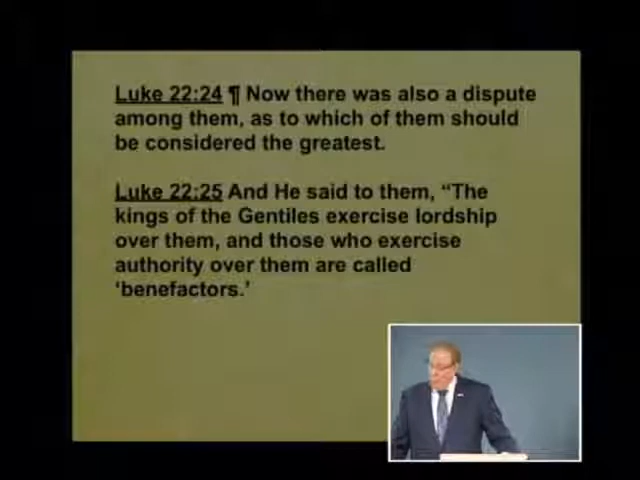 Luke 22:24 ¶ Now there was also a dispute
among them, as to which of them should
be considered the greatest.
Luke 22:25 And He said to them, “The
kings of the Gentiles exercise lordship
over them, and those who exercise
authority over them are called
‘benefactors.’